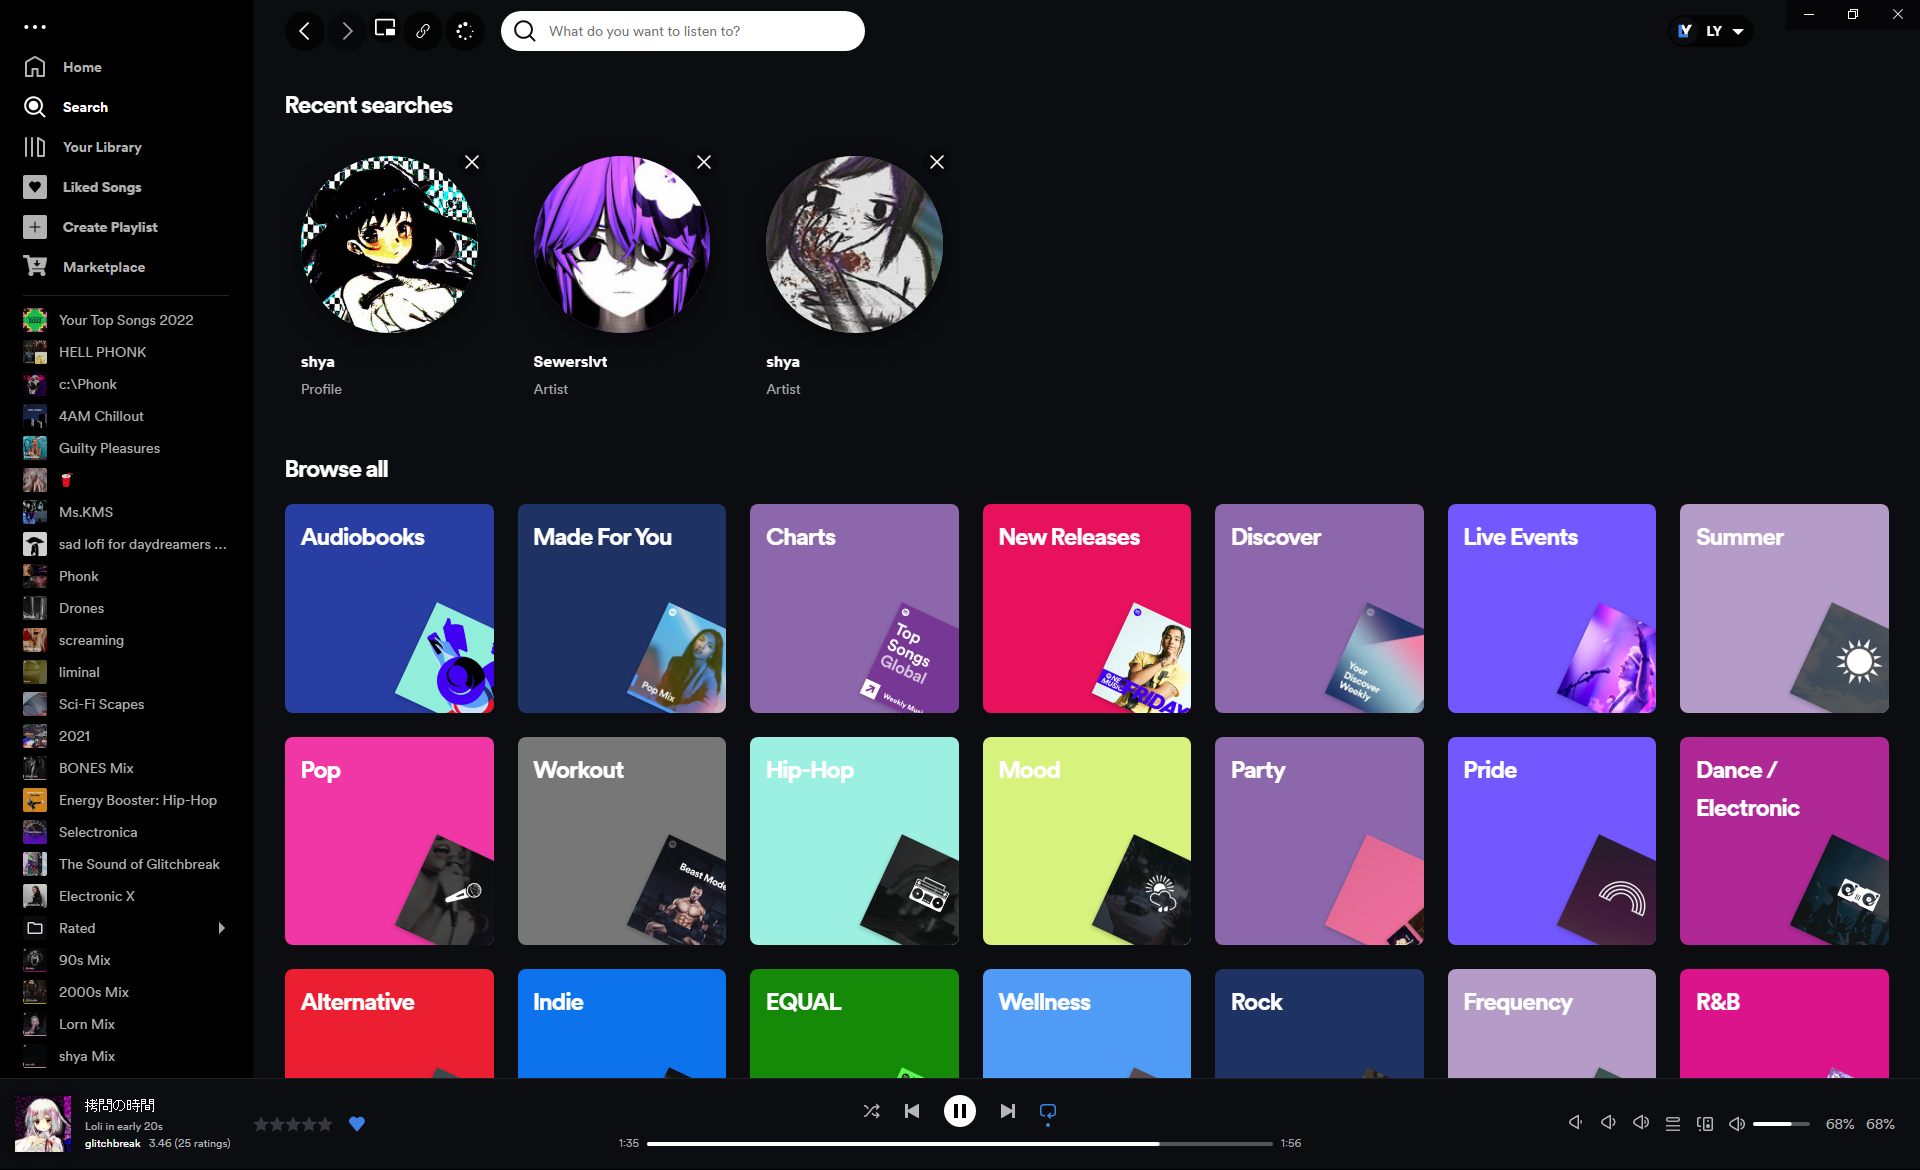 What do you want to listen to?
LY
Home
Search
Your Library
Liked Songs
Create Playlist
Marketplace
Your Top Songs 2022
HELL PHONK
c:\Phonk
4AM Chillout
Guilty Pleasures
Ms.KMS
sad lofi for daydreamers ...
Phonk
Drones
screaming
liminal
Sci-Fi Scapes
2021
BONES Mix
Energy Booster: Hip-Hop
Selectronica
The Sound of Glitchbreak
Electronic X
Rated
90s Mix
2000s Mix
Lorn Mix
shya Mix
Recent searches
shya
Profile
Sewerslvt
Artist
shya
Artist
Browse all
Audiobooks
Made For You
Pop Mix
Charts
Top
Songs
Global
New Releases
FRIDAY
Discover
Your
Discover
Weekly
Live Events
Summer
Pop
Workout
Beast Mode
Hip-Hop
Mood
Party
Pride
Dance /
Electronic
Alternative
Indie
EQUAL
Wellness
Rock
Frequency
R&B
拷問の時間
Loli in early 20s
glitchbreak 3.46 (25 ratings)
1:35
1:56
68% 68%